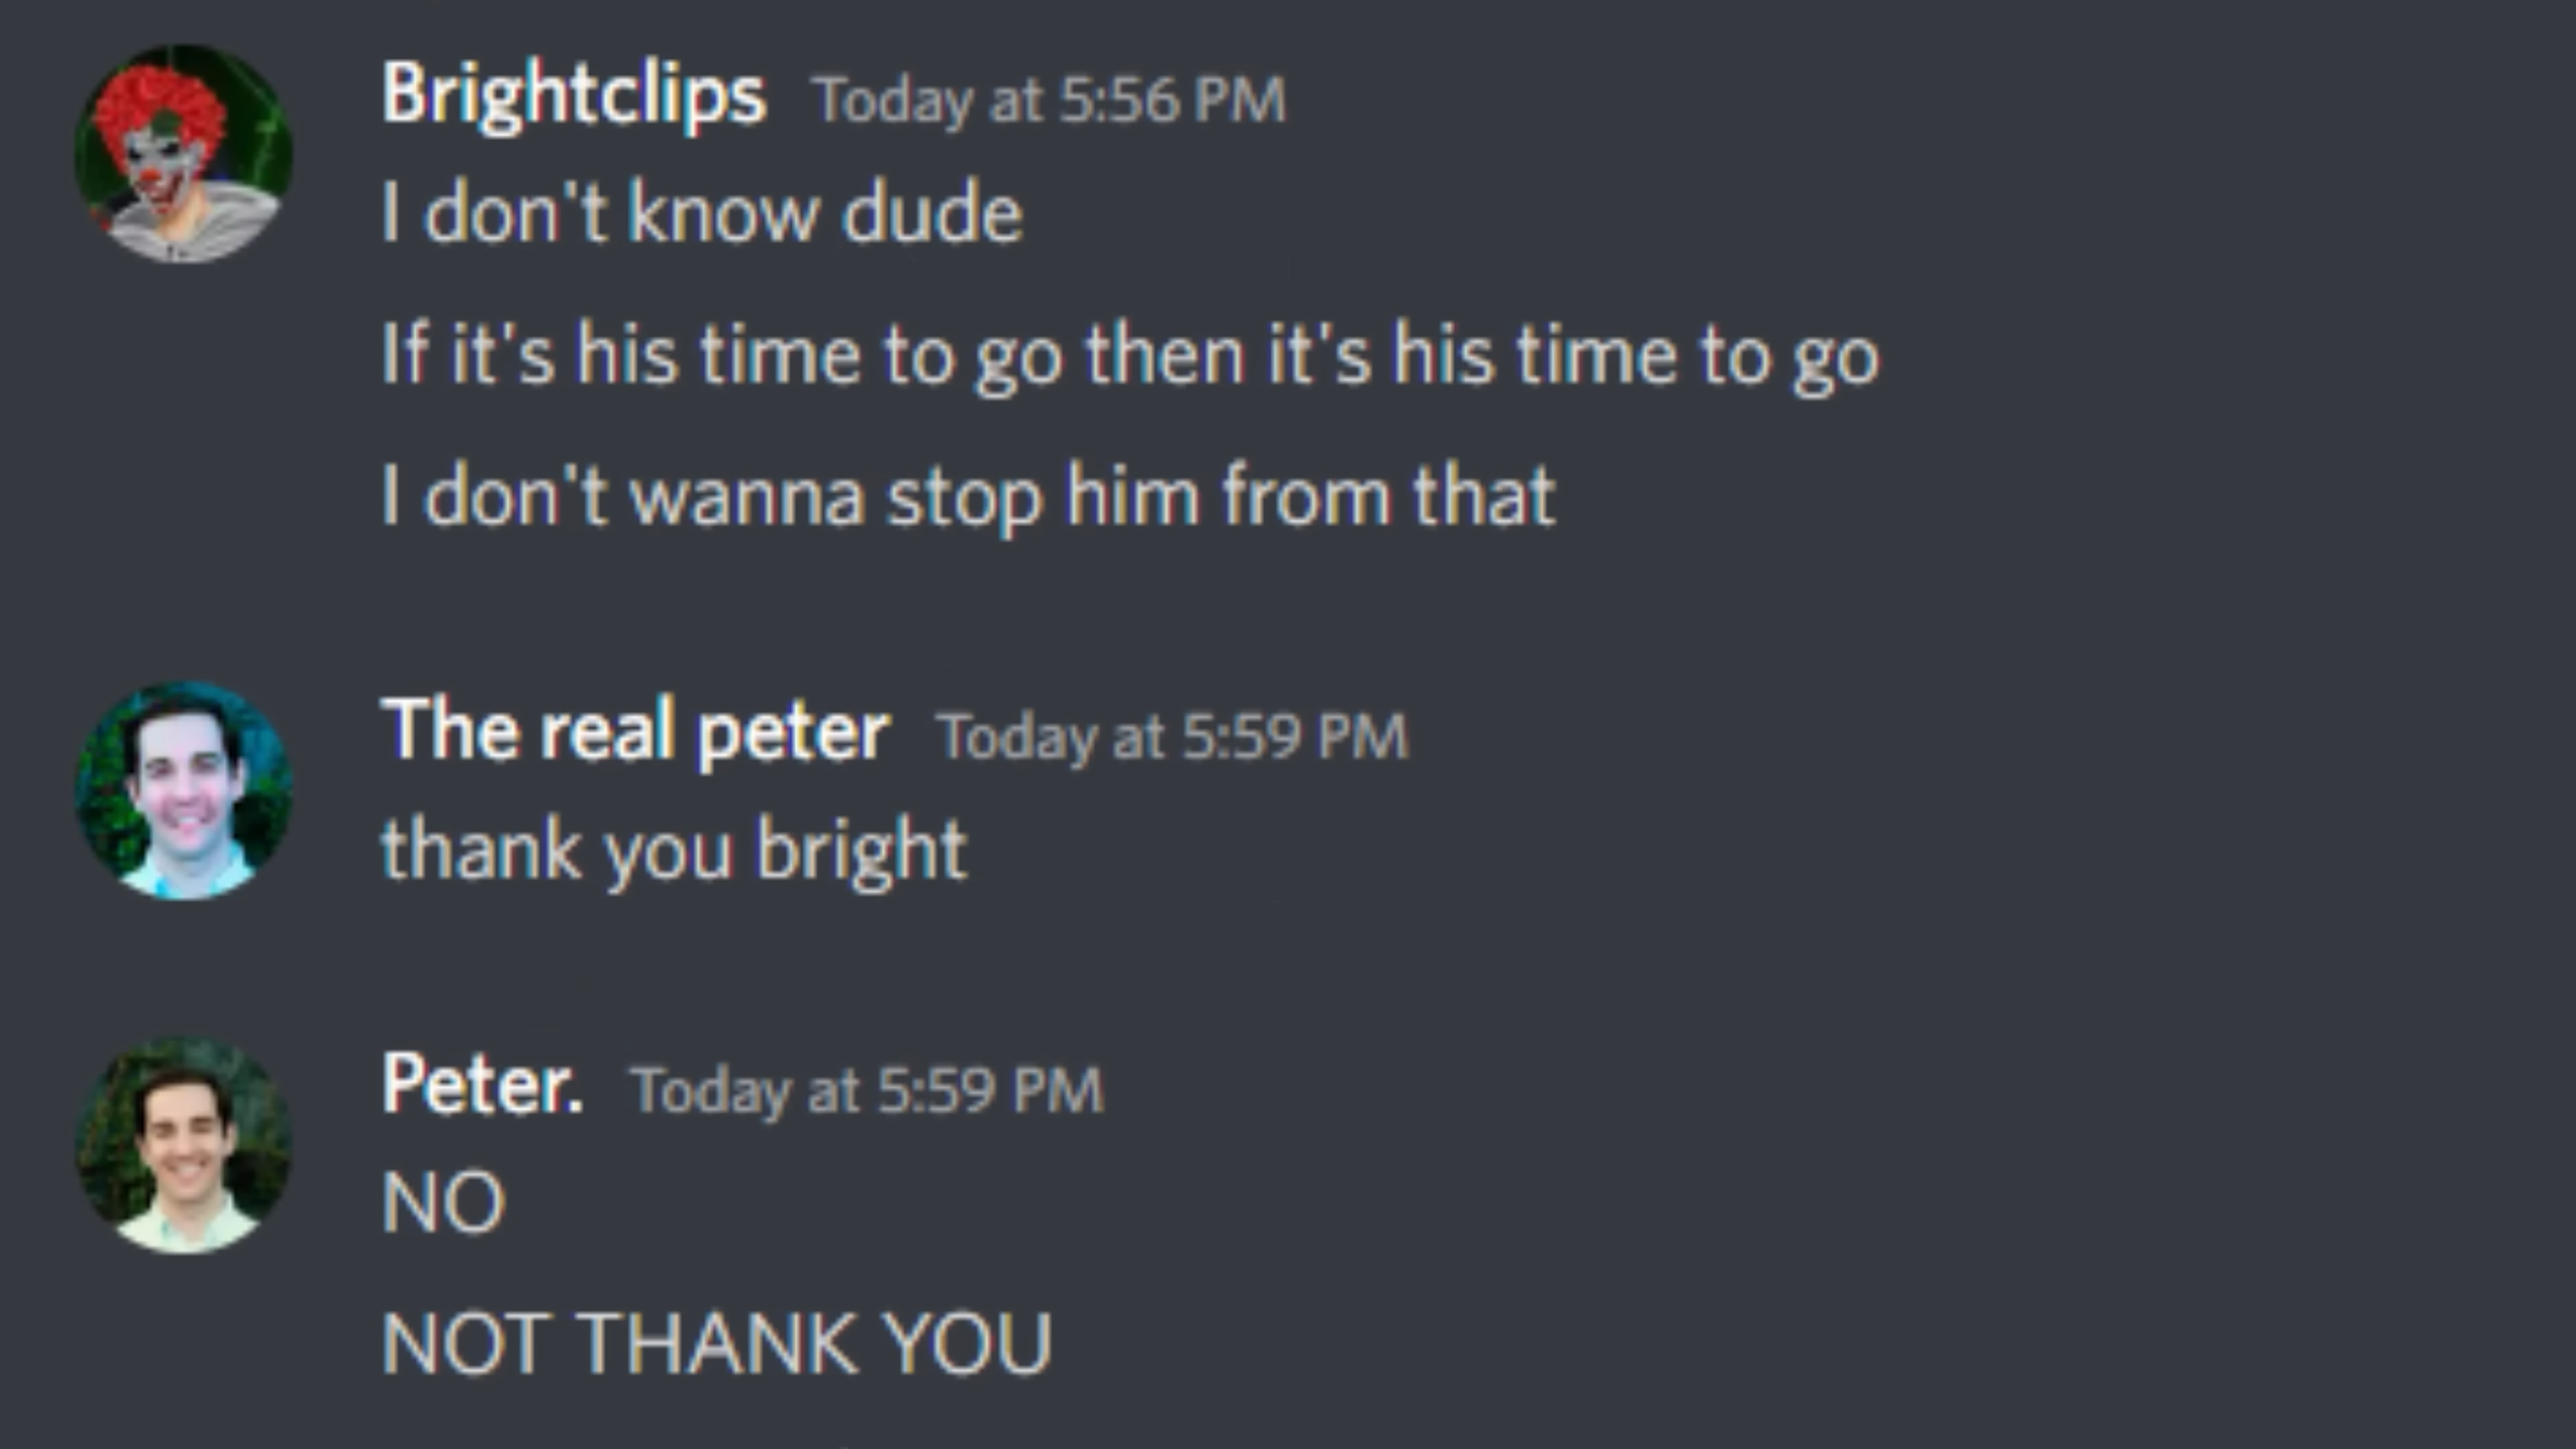 Brightclips Today at 5:56 PM
I don't know dude
If it's his time to go then it's his time to go
I don't wanna stop him from that
The real peter Today at 5:59 PM
thank you bright
Peter. Today at 5:59 PM
NO
NOT THANK YOU